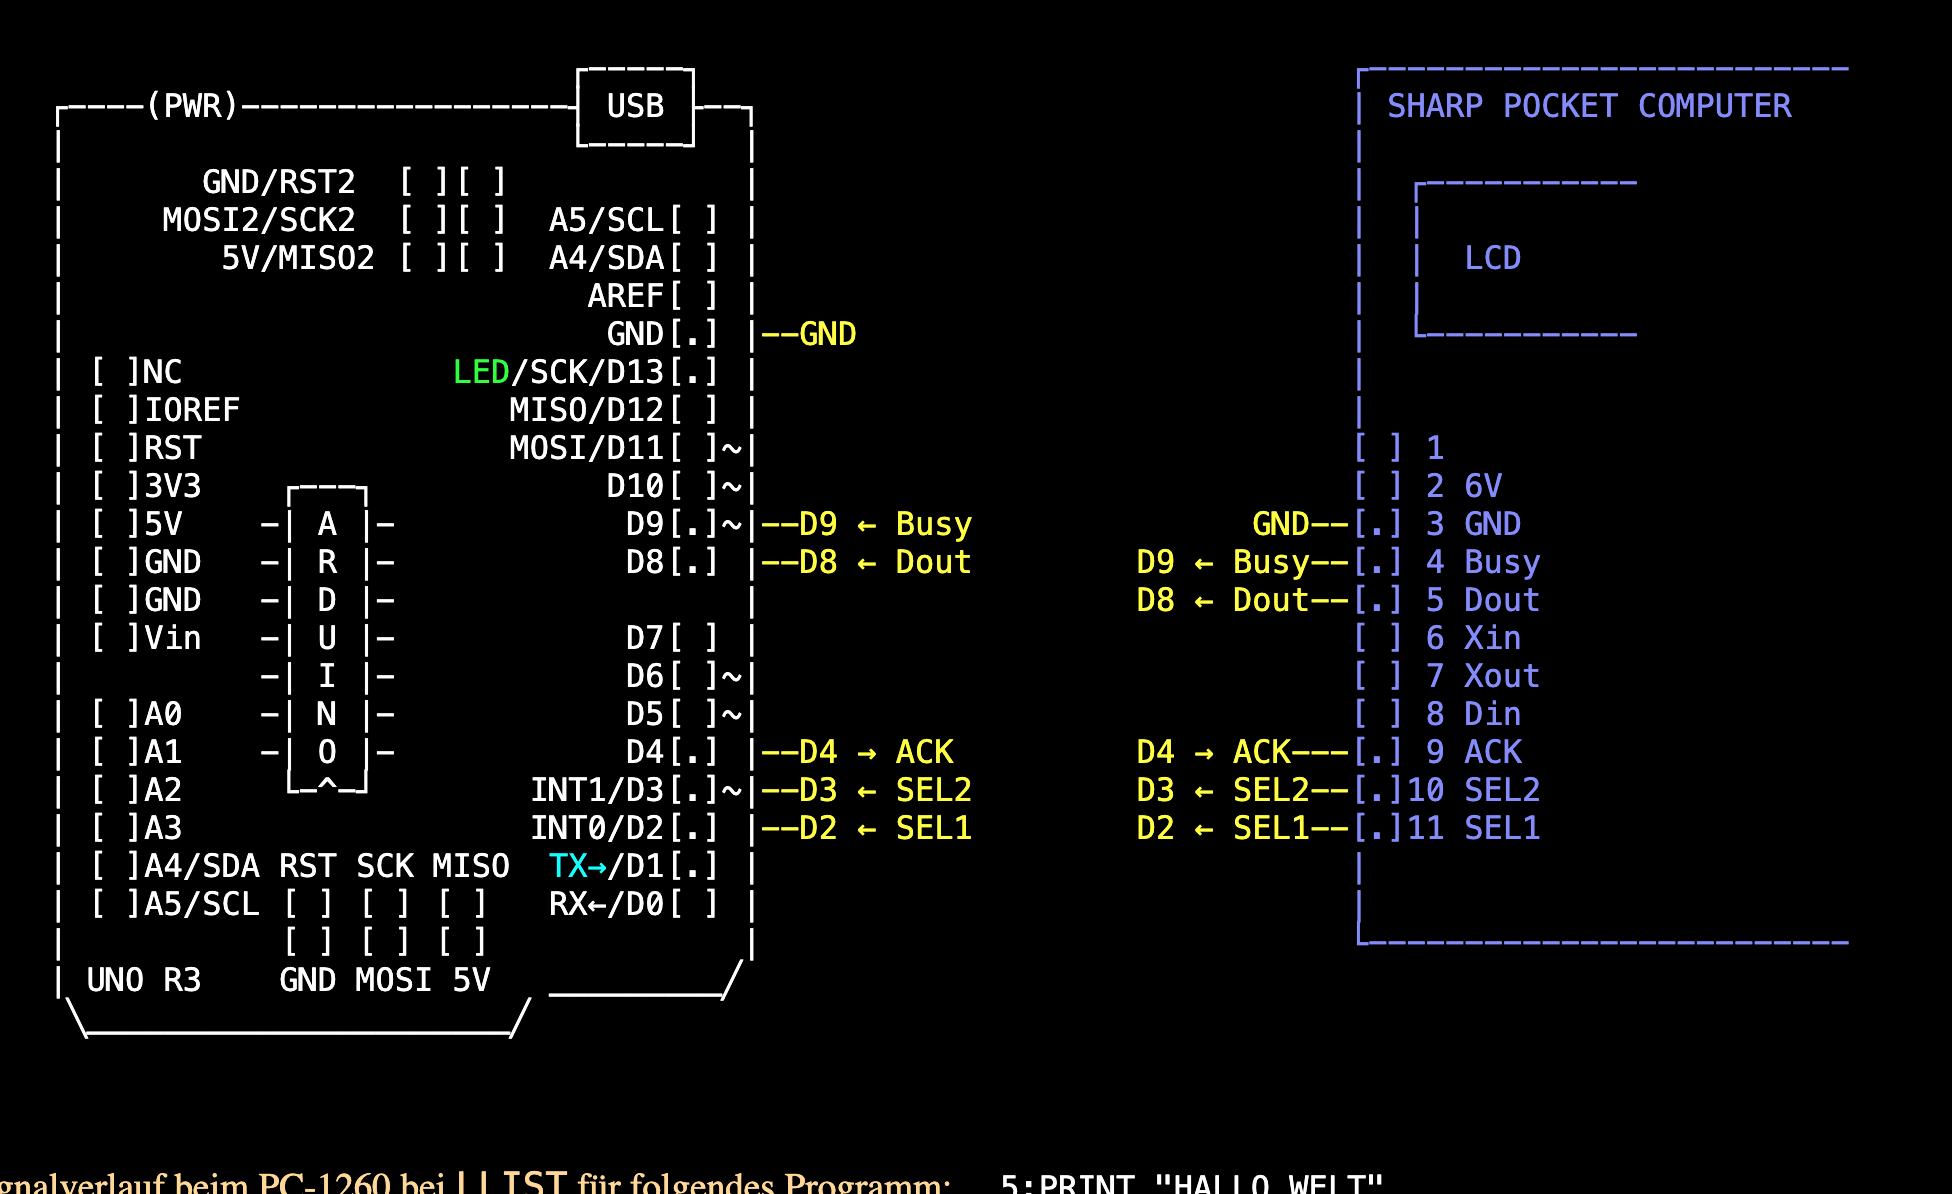 (PWR) USB SHARP POCKET COMPUTER
GND/RST2 [ ][ ]
MOSI2/SCK2 [ ][ ] A5/SCL[ ]
5V/MISO2 [ ][ ] A4/SDA[ ] LCD
AREF[ ]
GND[.] --GND
[ ]NC LED/SCK/D13[.]
[ ]IOREF MISO/D12[ ]
[ ]RST MOSI/D11[ ]~ [ ] 1
[ ]3V3 D10[ ]~ [ ] 2 6V
[ ]5V -| A |- D9[.]~ --D9 ← Busy GND--[.] 3 GND
[ ]GND -| R |- D8[.] --D8 ← Dout D9 ← Busy--[.] 4 Busy
[ ]GND -| D |- D8 ← Dout--[.] 5 Dout
[ ]Vin -| U |- D7[ ] [ ] 6 Xin
-| I |- D6[ ]~ [ ] 7 Xout
[ ]A0 -| N |- D5[ ]~ [ ] 8 Din
[ ]A1 -| O |- D4[.] --D4 → ACK D4 → ACK---[.] 9 ACK
[ ]A2 INT1/D3[.]~ --D3 ← SEL2 D3 ← SEL2--[.]10 SEL2
[ ]A3 INT0/D2[.] --D2 ← SEL1 D2 ← SEL1--[.]11 SEL1
[ ]A4/SDA RST SCK MISO TX→/D1[.]
[ ]A5/SCL [ ] [ ] [ ] RX←/D0[ ]
[ ] [ ] [ ]
UNO R3 GND MOSI 5V
gnalverlauf beim PC-1260 bei LLIST für folgendes Programm: 5:PRINT "HALLO WELT"